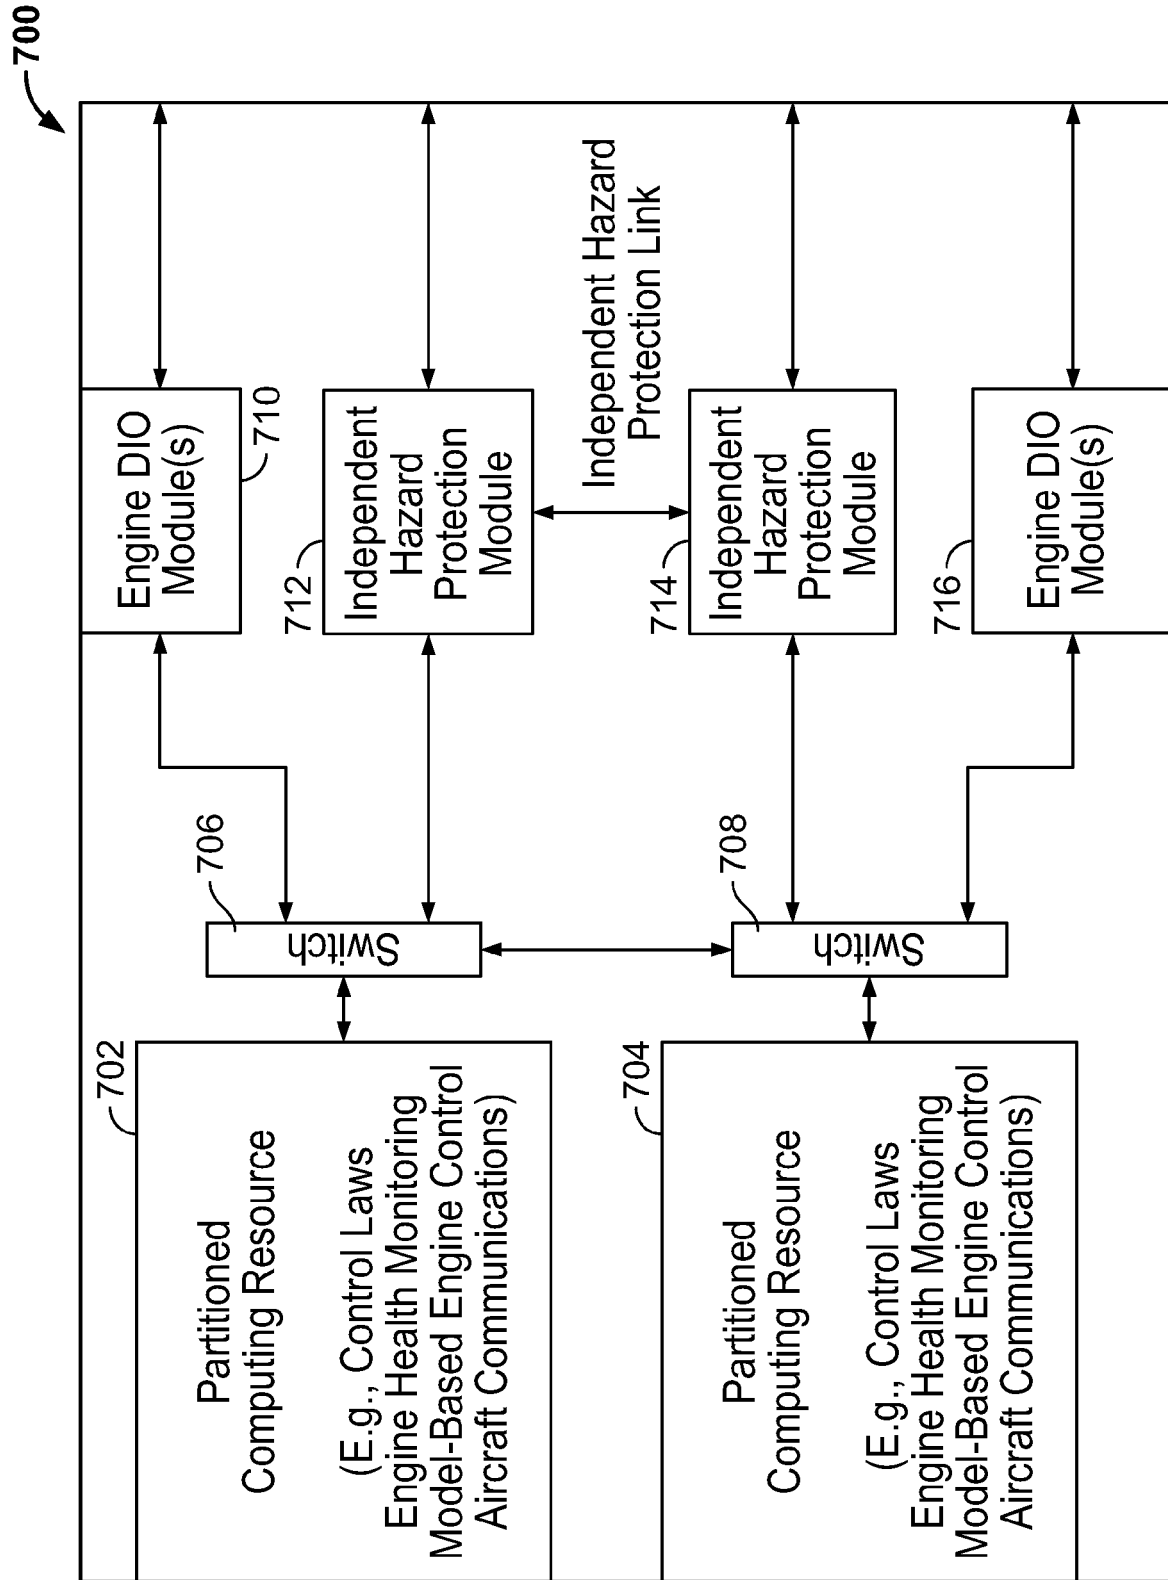 700
702
Partitioned
Computing Resource
(E.g., Control Laws
Engine Health Monitoring
Model-Based Engine Control
Aircraft Communications)
704
Partitioned
Computing Resource
(E.g., Control Laws
Engine Health Monitoring
Model-Based Engine Control
Aircraft Communications)
706
Switch
708
Switch
Engine DIO
Module(s)
710
712
Independent
Hazard
Protection
Module
Independent Hazard
Protection Link
714
Independent
Hazard
Protection
Module
716
Engine DIO
Module(s)